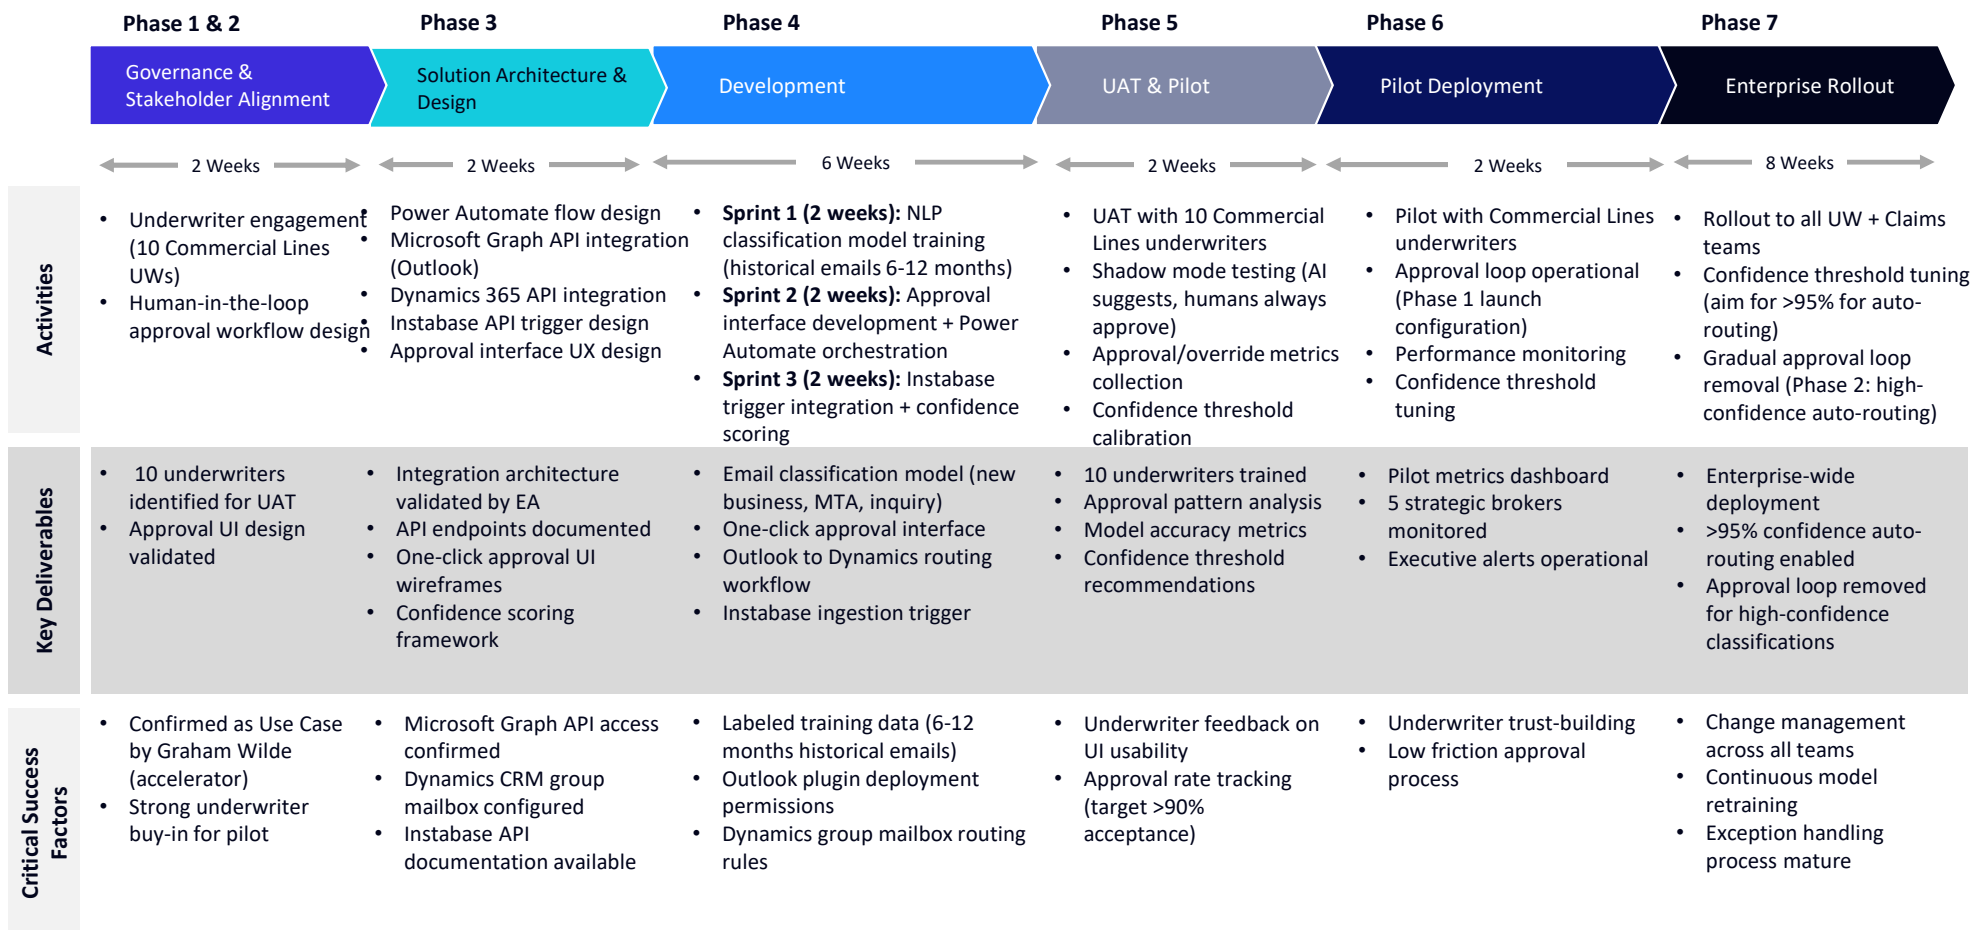 Phase 1 & 2
Phase 3
Phase 4
Phase 5
Phase 6
Phase 7
Governance &
Stakeholder Alignment
Solution Architecture &
Design
Development
UAT & Pilot
Pilot Deployment
Enterprise Rollout
2 Weeks
2 Weeks
6 Weeks
2 Weeks
2 Weeks
8 Weeks
Activities
• Underwriter engagement
(10 Commercial Lines
UWs)
• Human-in-the-loop
approval workflow design
• Power Automate flow design
• Microsoft Graph API integration
(Outlook)
• Dynamics 365 API integration
• Instabase API trigger design
• Approval interface UX design
• Sprint 1 (2 weeks): NLP
classification model training
(historical emails 6-12 months)
• Sprint 2 (2 weeks): Approval
interface development + Power
Automate orchestration
• Sprint 3 (2 weeks): Instabase
trigger integration + confidence
scoring
• UAT with 10 Commercial
Lines underwriters
• Shadow mode testing (AI
suggests, humans always
approve)
• Approval/override metrics
collection
• Confidence threshold
calibration
• Pilot with Commercial Lines
underwriters
• Approval loop operational
(Phase 1 launch
configuration)
• Performance monitoring
• Confidence threshold
tuning
• Rollout to all UW + Claims
teams
• Confidence threshold tuning
(aim for >95% for auto-
routing)
• Gradual approval loop
removal (Phase 2: high-
confidence auto-routing)
Key Deliverables
• 10 underwriters
identified for UAT
• Approval UI design
validated
• Integration architecture
validated by EA
• API endpoints documented
• One-click approval UI
wireframes
• Confidence scoring
framework
• Email classification model (new
business, MTA, inquiry)
• One-click approval interface
• Outlook to Dynamics routing
workflow
• Instabase ingestion trigger
• 10 underwriters trained
• Approval pattern analysis
• Model accuracy metrics
• Confidence threshold
recommendations
• Pilot metrics dashboard
• 5 strategic brokers
monitored
• Executive alerts operational
• Enterprise-wide
deployment
• >95% confidence auto-
routing enabled
• Approval loop removed
for high-confidence
classifications
Critical Success
Factors
• Confirmed as Use Case
by Graham Wilde
(accelerator)
• Strong underwriter
buy-in for pilot
• Microsoft Graph API access
confirmed
• Dynamics CRM group
mailbox configured
• Instabase API
documentation available
• Labeled training data (6-12
months historical emails)
• Outlook plugin deployment
permissions
• Dynamics group mailbox routing
rules
• Underwriter feedback on
UI usability
• Approval rate tracking
(target >90%
acceptance)
• Underwriter trust-building
• Low friction approval
process
• Change management
across all teams
• Continuous model
retraining
• Exception handling
process mature